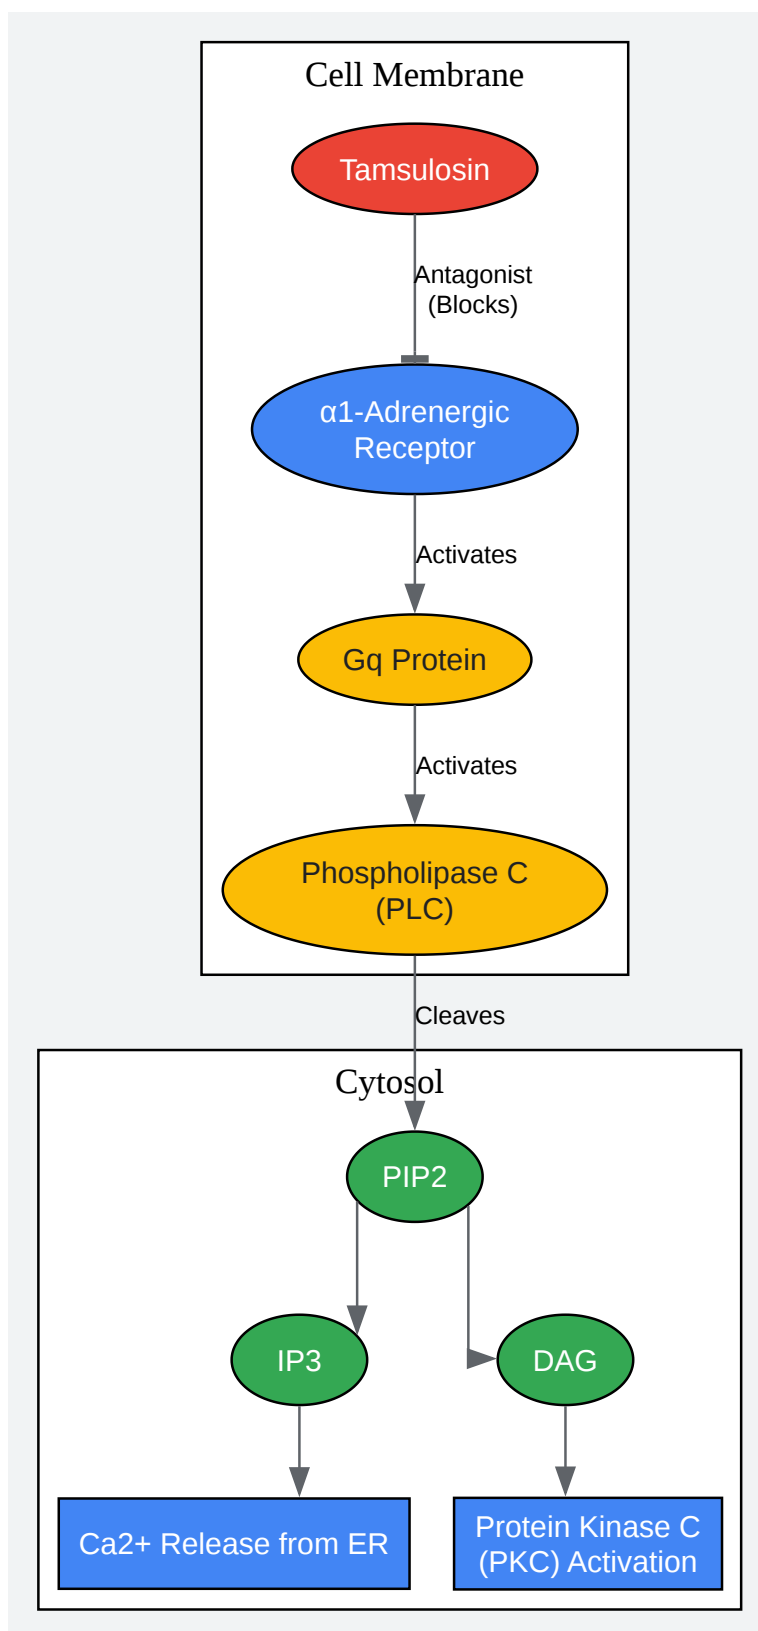 Cell Membrane
Tamsulosin
Antagonist
(Blocks)
α1-Adrenergic
Receptor
Activates
Gq Protein
Activates
Phospholipase C
(PLC)
Cleaves
Cytosol
PIP2
IP3
DAG
Ca2+ Release from ER
Protein Kinase C
(PKC) Activation